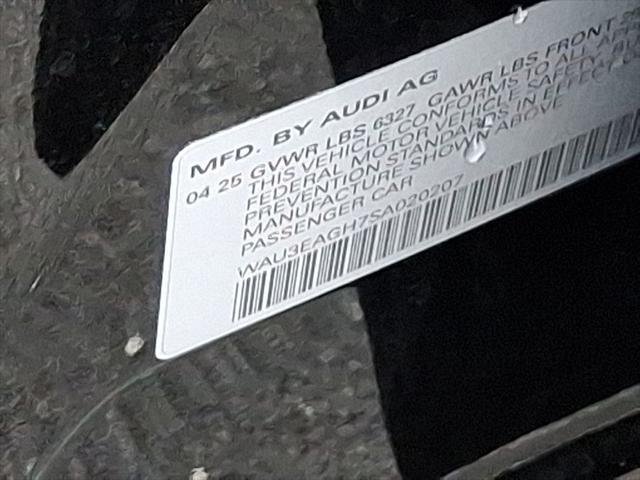 MFD. BY AUDI AG
04 25 GVWR LBS 6327 GAWR LBS FRONT
THIS VEHICLE CONFORMS TO ALL
FEDERAL MOTOR VEHICLE SAFETY
PREVENTION STANDARDS IN EFFECT
MANUFACTURE SHOWN ABOVE
PASSENGER CAR
WAU3EAGH7SA020207